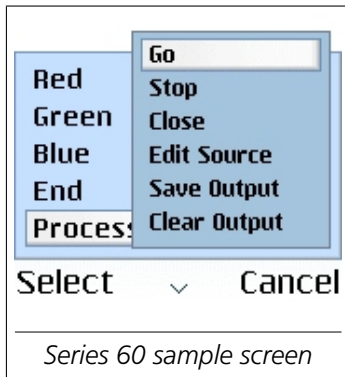 Go
Stop
Close
Edit Source
Save Output
Clear Output
Red
Green
Blue
End
Process
Select
Cancel
Series 60 sample screen